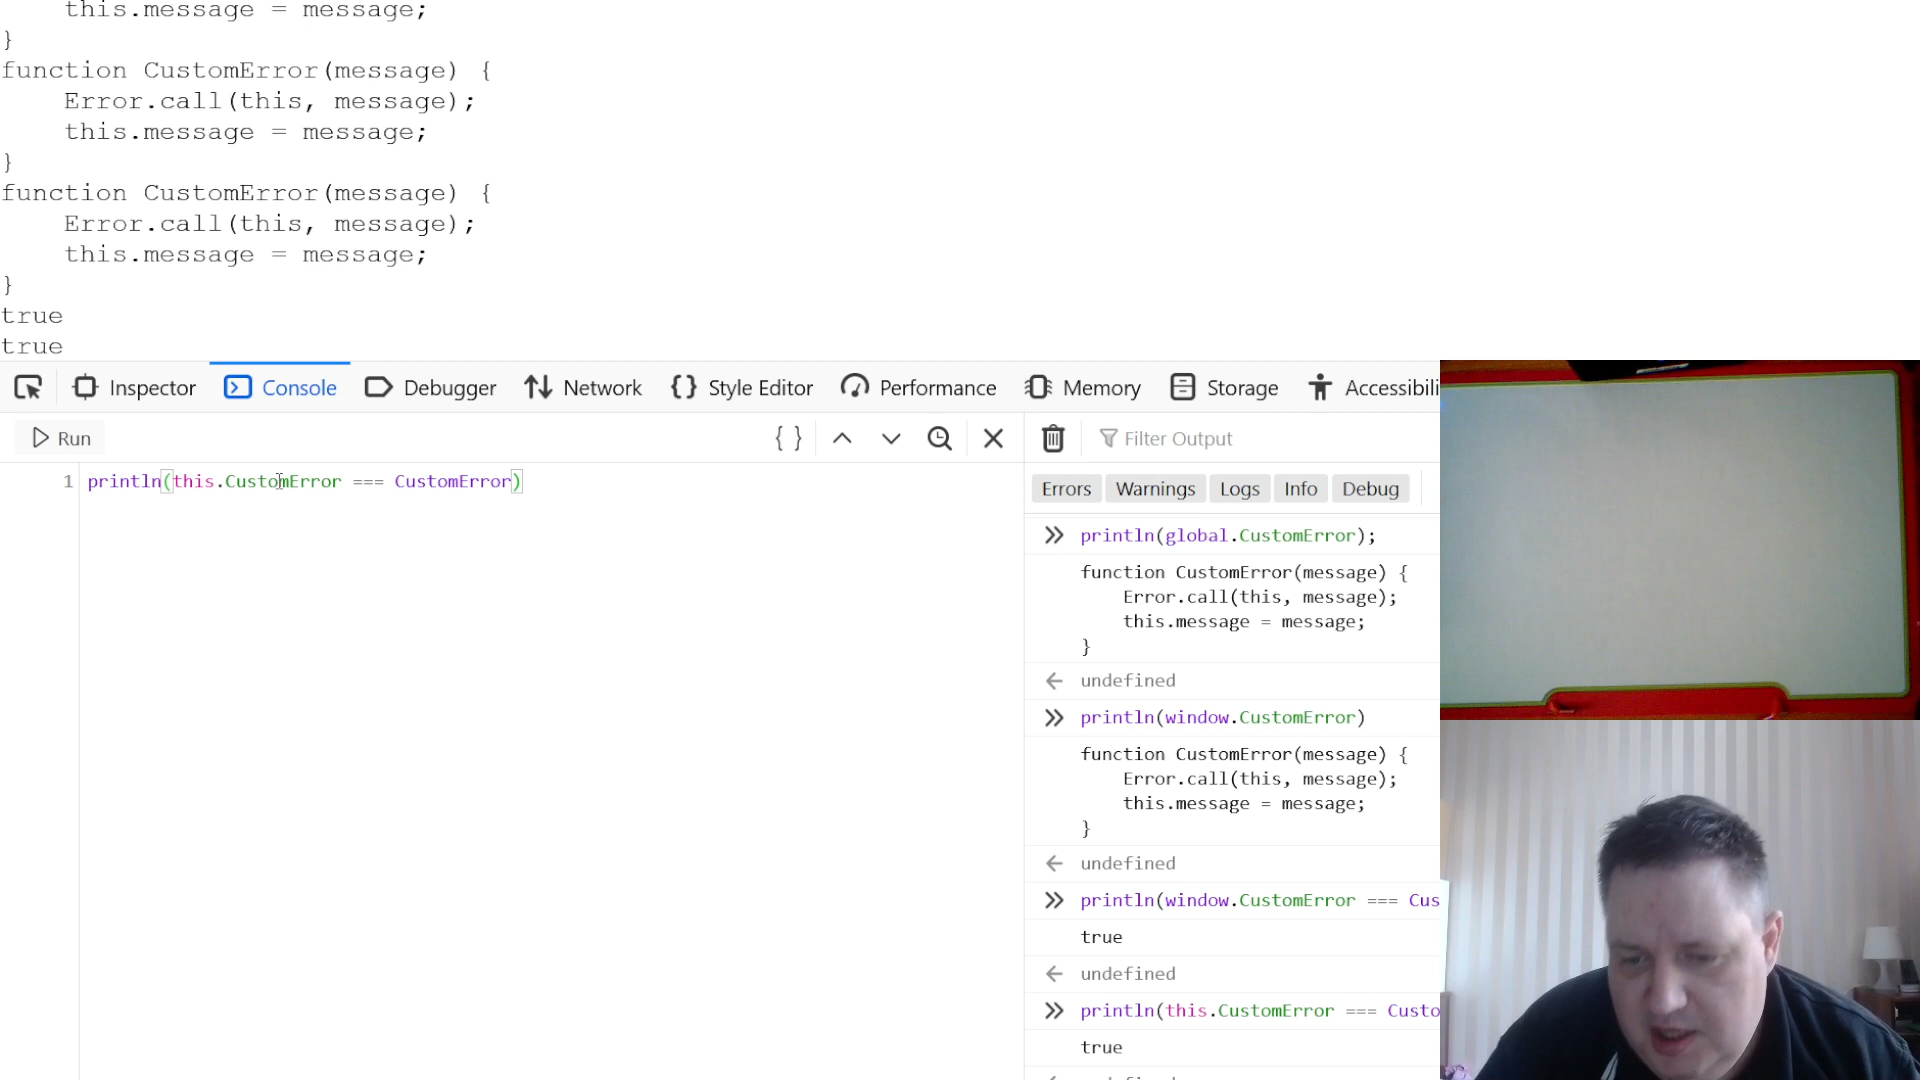 this.message = message;
}
function CustomError(message) {
Error.call(this, message);
this.message = message;
}
function CustomError(message) {
Error.call(this, message);
this.message = message;
}
true
true
Inspector Console Debugger Network Style Editor Performance Memory Storage Accessibili
Run { } Filter Output
1 println(this.CustomError === CustomError)
Errors Warnings Logs Info Debug
println(global.CustomError);
function CustomError(message) {
Error.call(this, message);
this.message = message;
}
undefined
println(window.CustomError)
function CustomError(message) {
Error.call(this, message);
this.message = message;
}
undefined
println(window.CustomError === Cus
true
undefined
println(this.CustomError === Custo
true